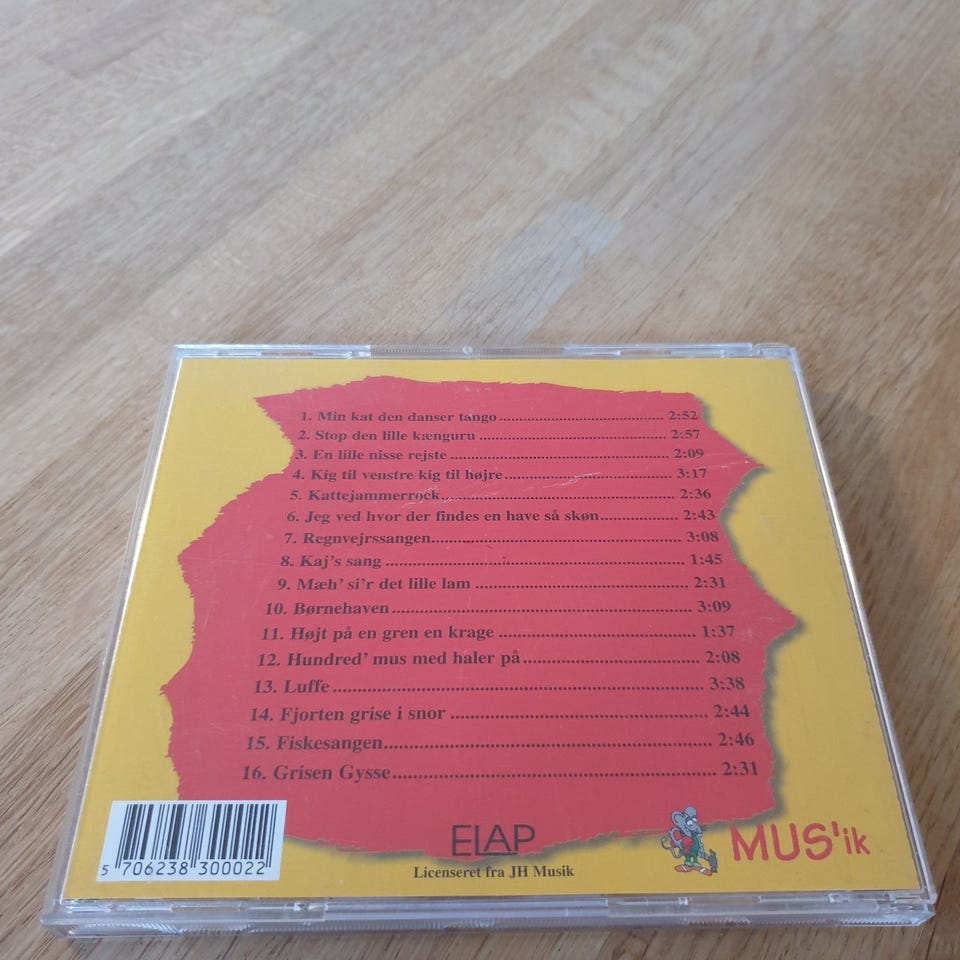 1. Min kat den danser tango........................................ 2:52
2. Stop den lille kænguru............................................. 2:57
3. En lille nisse rejste.................................................... 2:09
4. Kig til venstre kig til højre........................................ 3:17
5. Kattejammerrock...................................................... 2:36
6. Jeg ved hvor der findes en have så skøn................... 2:43
7. Regnvejrssangen........................................................ 3:08
8. Kaj's sang................................................................... 1:45
9. Mæh' si'r det lille lam................................................ 2:31
10. Børnehaven................................................................ 3:09
11. Højt på en gren en krage.......................................... 1:37
12. Hundred' mus med haler på..................................... 2:08
13. Luffe........................................................................... 3:38
14. Fjorten grise i snor.................................................... 2:44
15. Fiskesangen................................................................ 2:46
16. Grisen Gysse.............................................................. 2:31
ELAP
MUS'ik
Licenseret fra JH Musik
5 706238 300022